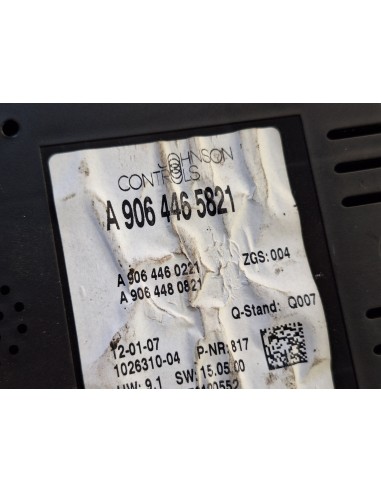 JOHNSON
CONTROLS
A 906 446 5821
A 906 446 0221
A 906 448 0821
ZGS: 004
Q-Stand: Q007
12-01-07
P-NR: 817
1026310-04
HW: 9.1 SW: 15.05.00